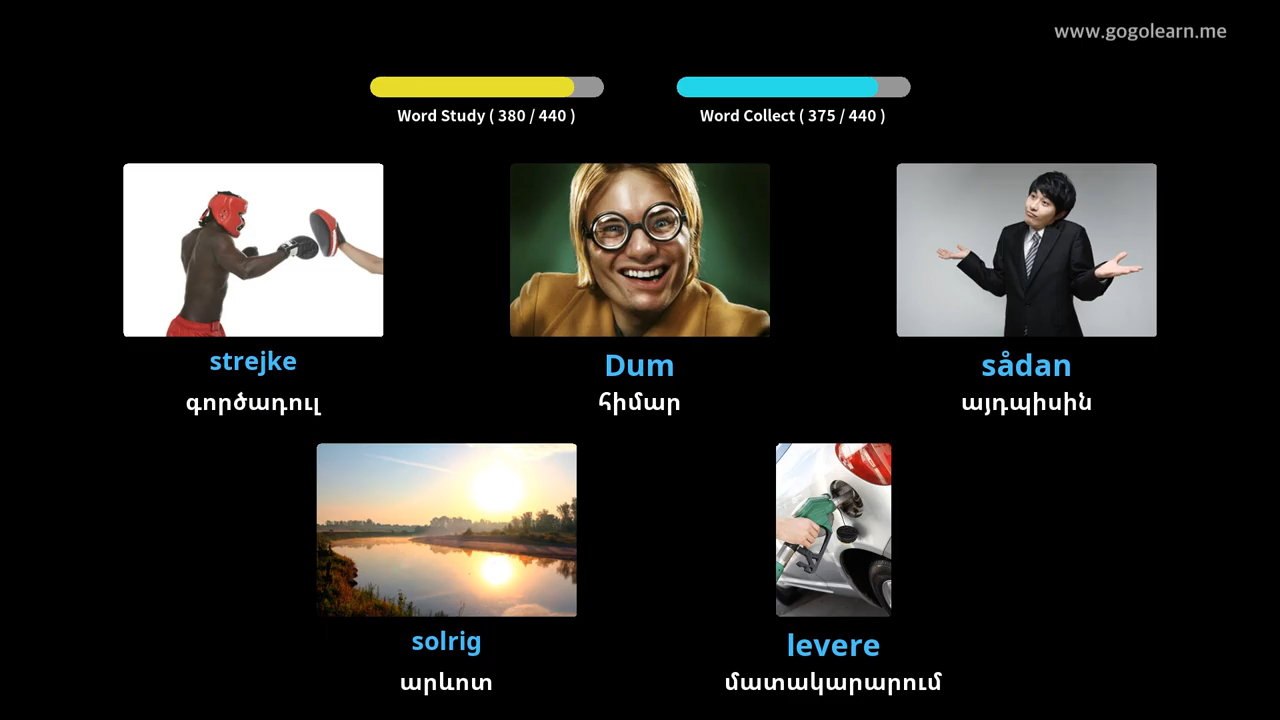 www.gogolearn.me
Word Study ( 380 / 440 )
Word Collect ( 375 / 440 )
strejke
Dum
sådan
գործադուլ
հիմար
այդպիսին
solrig
levere
արևոտ
մատակարարում